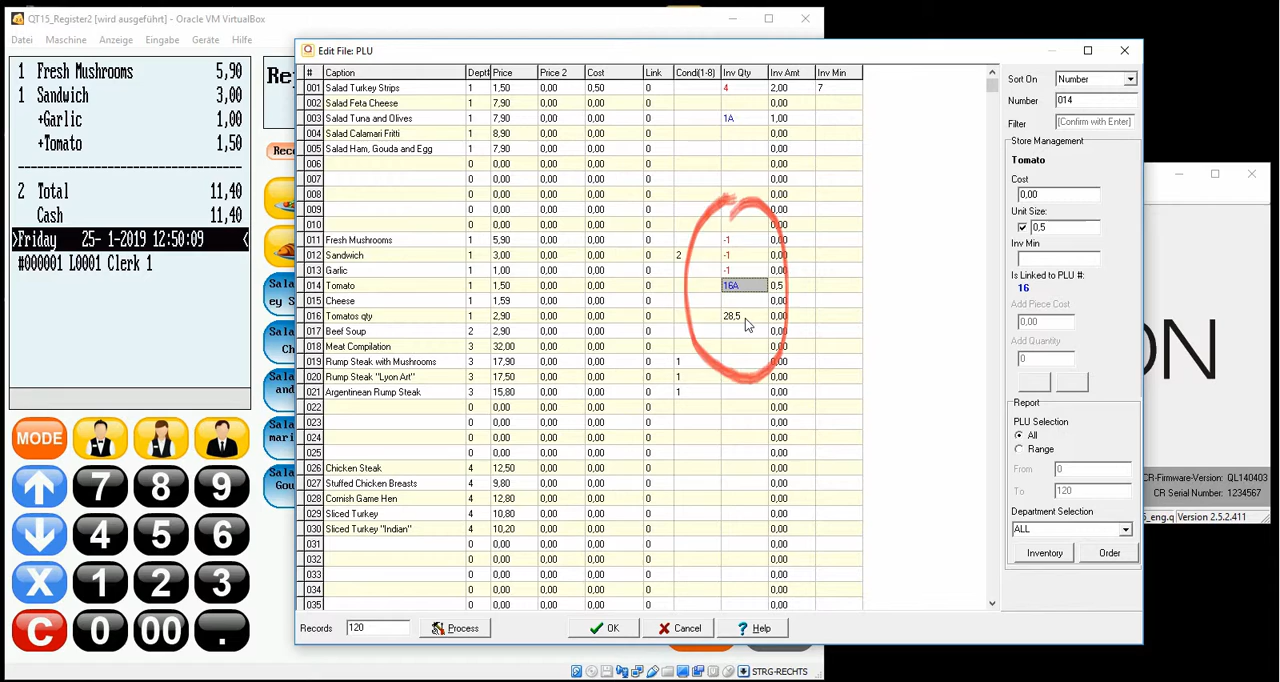 QT15_Register2 [wird ausgeführt] - Oracle VM VirtualBox
Datei Maschine Anzeige Eingabe Geräte Hilfe
1 Fresh Mushrooms 5,90
1 Sandwich 3,00
+Garlic 1,00
+Tomato 1,50
2 Total 11,40
Cash 11,40
>Friday 25- 1-2019 12:50:09 <
#000001 L0001 Clerk 1
MODE
7 8 9
4 5 6
X 1 2 3
C 0 00 .
Edit File: PLU
# Caption Dept# Price Price 2 Cost Link Condi(1-8) Inv Qty Inv Amt Inv Min
001 Salad Turkey Strips 1 1,50 0,00 0,50 0 4 2,00 7
002 Salad Feta Cheese 1 7,90 0,00 0,00 0 0,00
003 Salad Tuna and Olives 1 7,90 0,00 0,00 0 1A 1,00
004 Salad Calamari Fritti 1 8,90 0,00 0,00 0 0,00
005 Salad Ham, Gouda and Egg 1 7,90 0,00 0,00 0 0,00
006 1 0,00 0,00 0,00 0 0,00
007 1 0,00 0,00 0,00 0 0,00
008 1 0,00 0,00 0,00 0 0,00
009 1 0,00 0,00 0,00 0 0,00
010 1 0,00 0,00 0,00 0 0,00
011 Fresh Mushrooms 1 5,90 0,00 0,00 0 -1 0,00
012 Sandwich 1 3,00 0,00 0,00 0 2 -1 0,00
013 Garlic 1 1,00 0,00 0,00 0 -1 0,00
014 Tomato 1 1,50 0,00 0,00 0 16A 0,5
015 Cheese 1 1,59 0,00 0,00 0 0,00
016 Tomatos qty 1 2,90 0,00 0,00 0 28,5 0,00
017 Beef Soup 2 2,90 0,00 0,00 0 0,00
018 Meat Compilation 3 32,00 0,00 0,00 0 0,00
019 Rump Steak with Mushrooms 3 17,90 0,00 0,00 0 1 0,00
020 Rump Steak "Lyon Art" 3 17,50 0,00 0,00 0 1 0,00
021 Argentinean Rump Steak 3 15,80 0,00 0,00 0 1 0,00
022 4 0,00 0,00 0,00 0 0,00
023 4 0,00 0,00 0,00 0 0,00
024 4 0,00 0,00 0,00 0 0,00
025 4 0,00 0,00 0,00 0 0,00
026 Chicken Steak 4 12,50 0,00 0,00 0 0,00
027 Stuffed Chicken Breasts 4 9,80 0,00 0,00 0 0,00
028 Cornish Game Hen 4 12,80 0,00 0,00 0 0,00
029 Sliced Turkey 4 10,80 0,00 0,00 0 0,00
030 Sliced Turkey "Indian" 4 10,20 0,00 0,00 0 0,00
031 4 0,00 0,00 0,00 0 0,00
032 4 0,00 0,00 0,00 0 0,00
033 4 0,00 0,00 0,00 0 0,00
034 4 0,00 0,00 0,00 0 0,00
035 4 0,00 0,00 0,00 0 0,00
Records 120 Process OK Cancel Help
Sort On Number
Number 014
Filter [Confirm with Enter]
Store Management
Tomato
Cost
0,00
Unit Size:
0,5
Inv Min
Is Linked to PLU #:
16
Add Piece Cost
0,00
Add Quantity
0
Report
PLU Selection
All
Range
From 0
To 120
Department Selection
ALL
Inventory Order
CR-Firmware-Version: QL140403
CR Serial Number: 1234567
_eng.q Version 2.5.2.411
STRG-RECHTS